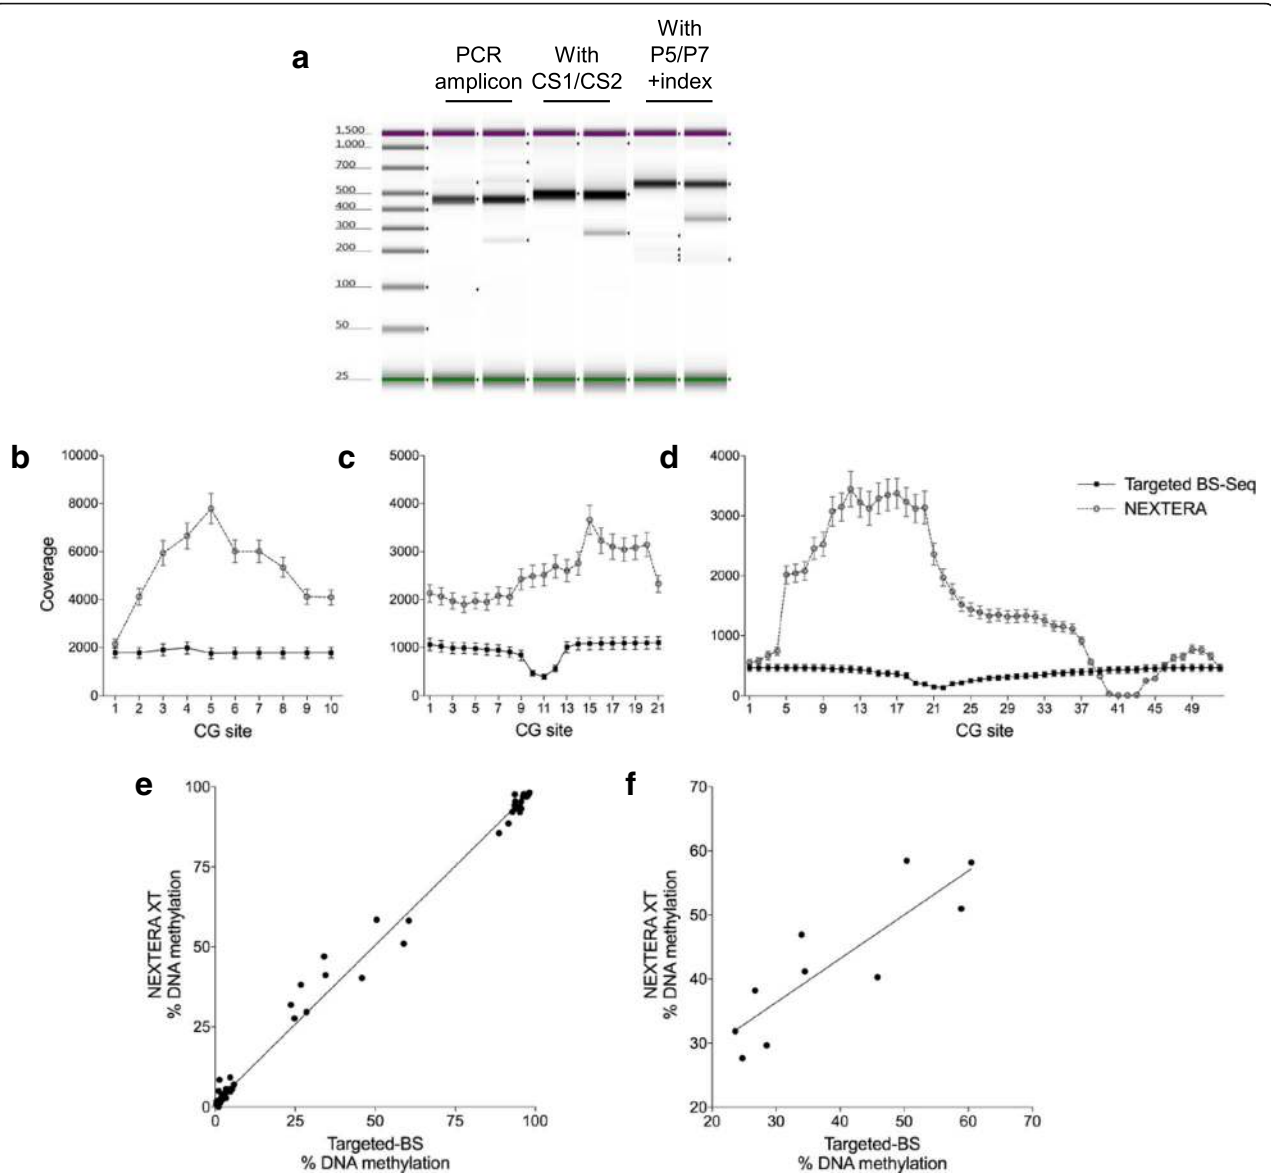 a
PCR amplicon
With CS1/CS2
With P5/P7 +index
1,500
1,000
700
500
400
300
200
100
50
25
b
Coverage
10000
8000
6000
4000
2000
0
1 2 3 4 5 6 7 8 9 10
CG site
c
5000
4000
3000
2000
1000
0
1 3 5 7 9 11 13 15 17 19 21
CG site
d
4000
3000
2000
1000
0
1 5 9 13 17 21 25 29 33 37 41 45 49
CG site
Targeted BS-Seq
NEXTERA
e
NEXTERA XT
% DNA methylation
100
75
50
25
0
0 25 50 75 100
Targeted-BS
% DNA methylation
f
NEXTERA XT
% DNA methylation
70
60
50
40
30
20
20 30 40 50 60 70
Targeted-BS
% DNA methylation